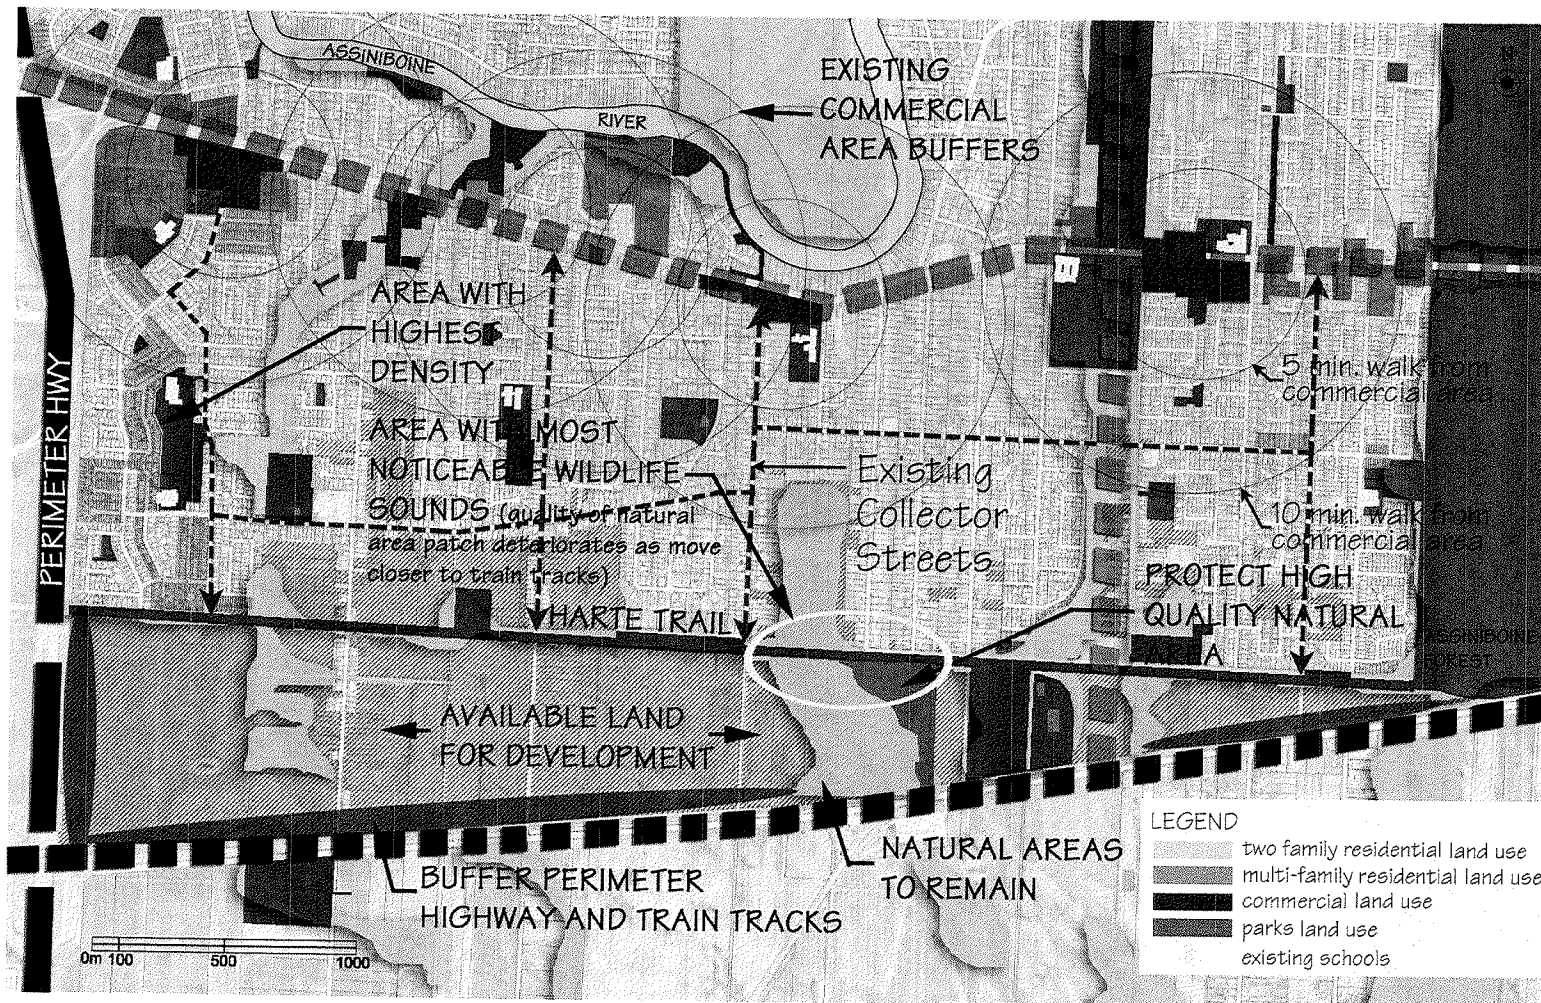 ASSINIBOINE
RIVER
EXISTING
COMMERCIAL
AREA BUFFERS
N
AREA WITH
HIGHEST
DENSITY
PERIMETER HWY
5 min. walk from
commercial area
AREA WITH MOST
NOTICEABLE WILDLIFE
SOUNDS (quality of natural
area patch deteriorates as move
closer to train tracks)
Existing
Collector
Streets
10 min. walk from
commercial area
PROTECT HIGH
QUALITY NATURAL
AREA
HARTE TRAIL
ASSINIBOINE
FOREST
AVAILABLE LAND
FOR DEVELOPMENT
NATURAL AREAS
TO REMAIN
BUFFER PERIMETER
HIGHWAY AND TRAIN TRACKS
0m 100 500 1000
LEGEND
two family residential land use
multi-family residential land use
commercial land use
parks land use
existing schools